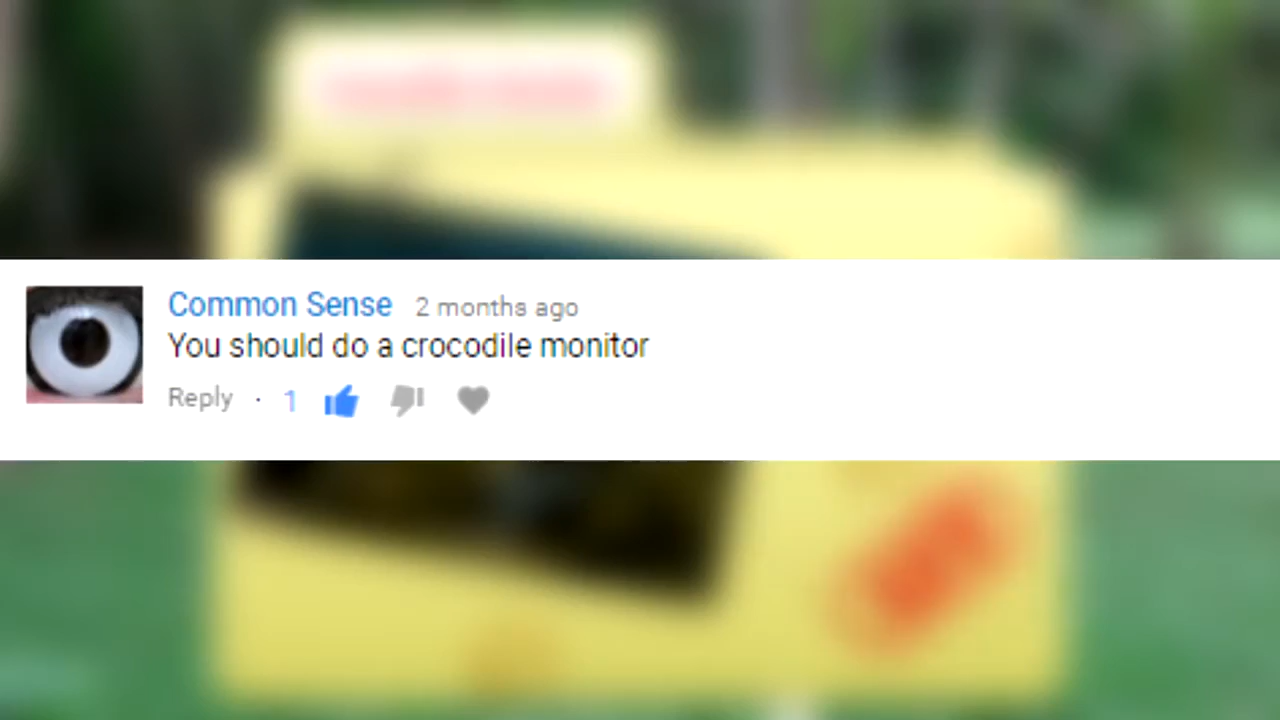 Common Sense 2 months ago
You should do a crocodile monitor
Reply · 1